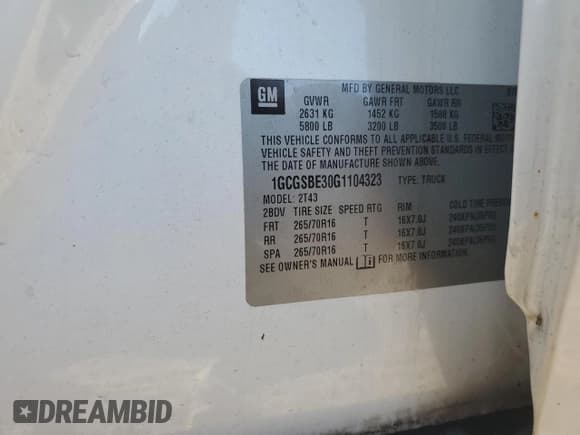 GM
MFD BY GENERAL MOTORS LLC
GVWR GAWR FRT GAWR RR
2631 KG 1452 KG 1588 KG
5800 LB 3200 LB 3500 LB
THIS VEHICLE CONFORMS TO ALL APPLICABLE U.S. FEDERAL MOTOR
VEHICLE SAFETY AND THEFT PREVENTION STANDARDS IN EFFECT ON
THE DATE OF MANUFACTURE SHOWN ABOVE.
1GCGSBE30G1104323 TYPE: TRUCK
MODEL: 2T43
2BDV TIRE SIZE SPEED RTG RIM: COLD TIRE
FRT 265/70R16 T 16X7.0J
RR 265/70R16 T 16X7.0J
SPA 265/70R16 T 16X7.0J
SEE OWNER'S MANUAL FOR MORE INFORMATION.
DREAMBID